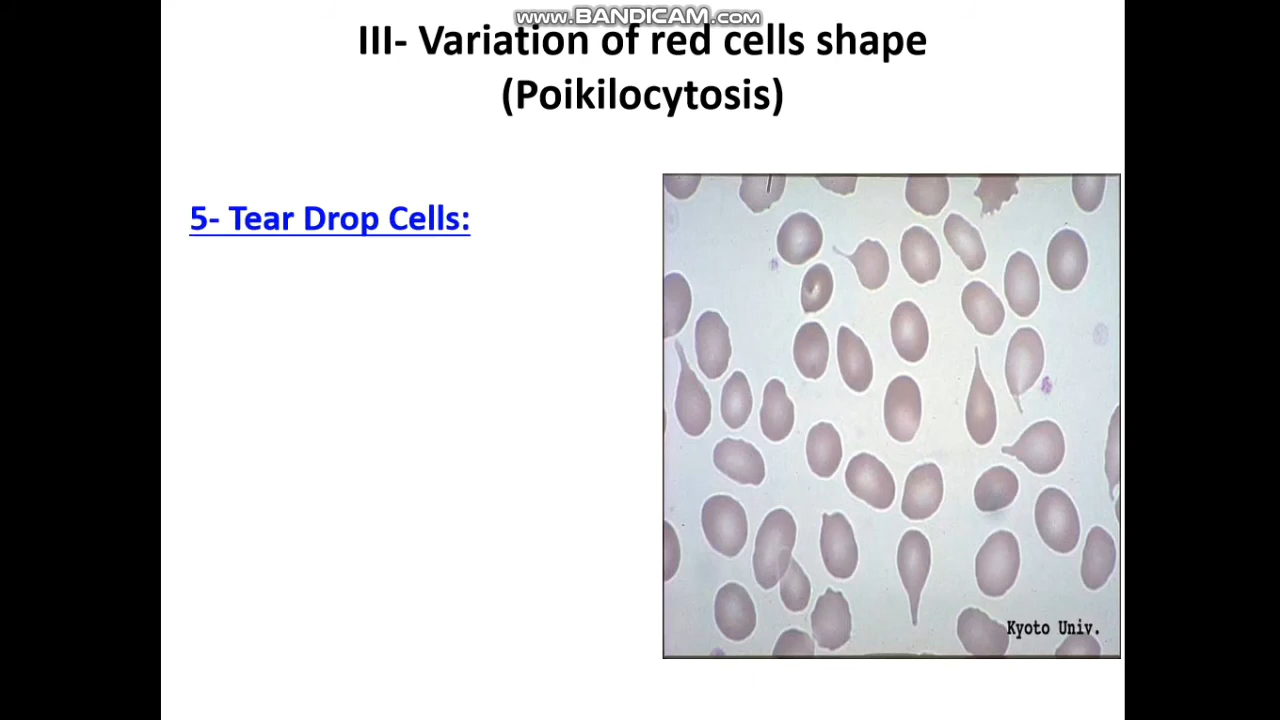 www.BANDICAM.com
III- Variation of red cells shape
(Poikilocytosis)
5- Tear Drop Cells:
Kyoto Univ.